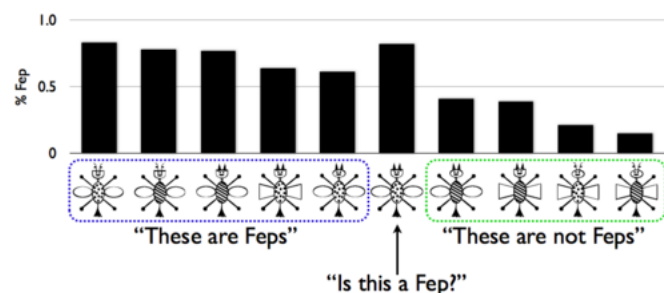 1.0
% Fep
0.5
0
“These are Feps”
“These are not Feps”
“Is this a Fep?”